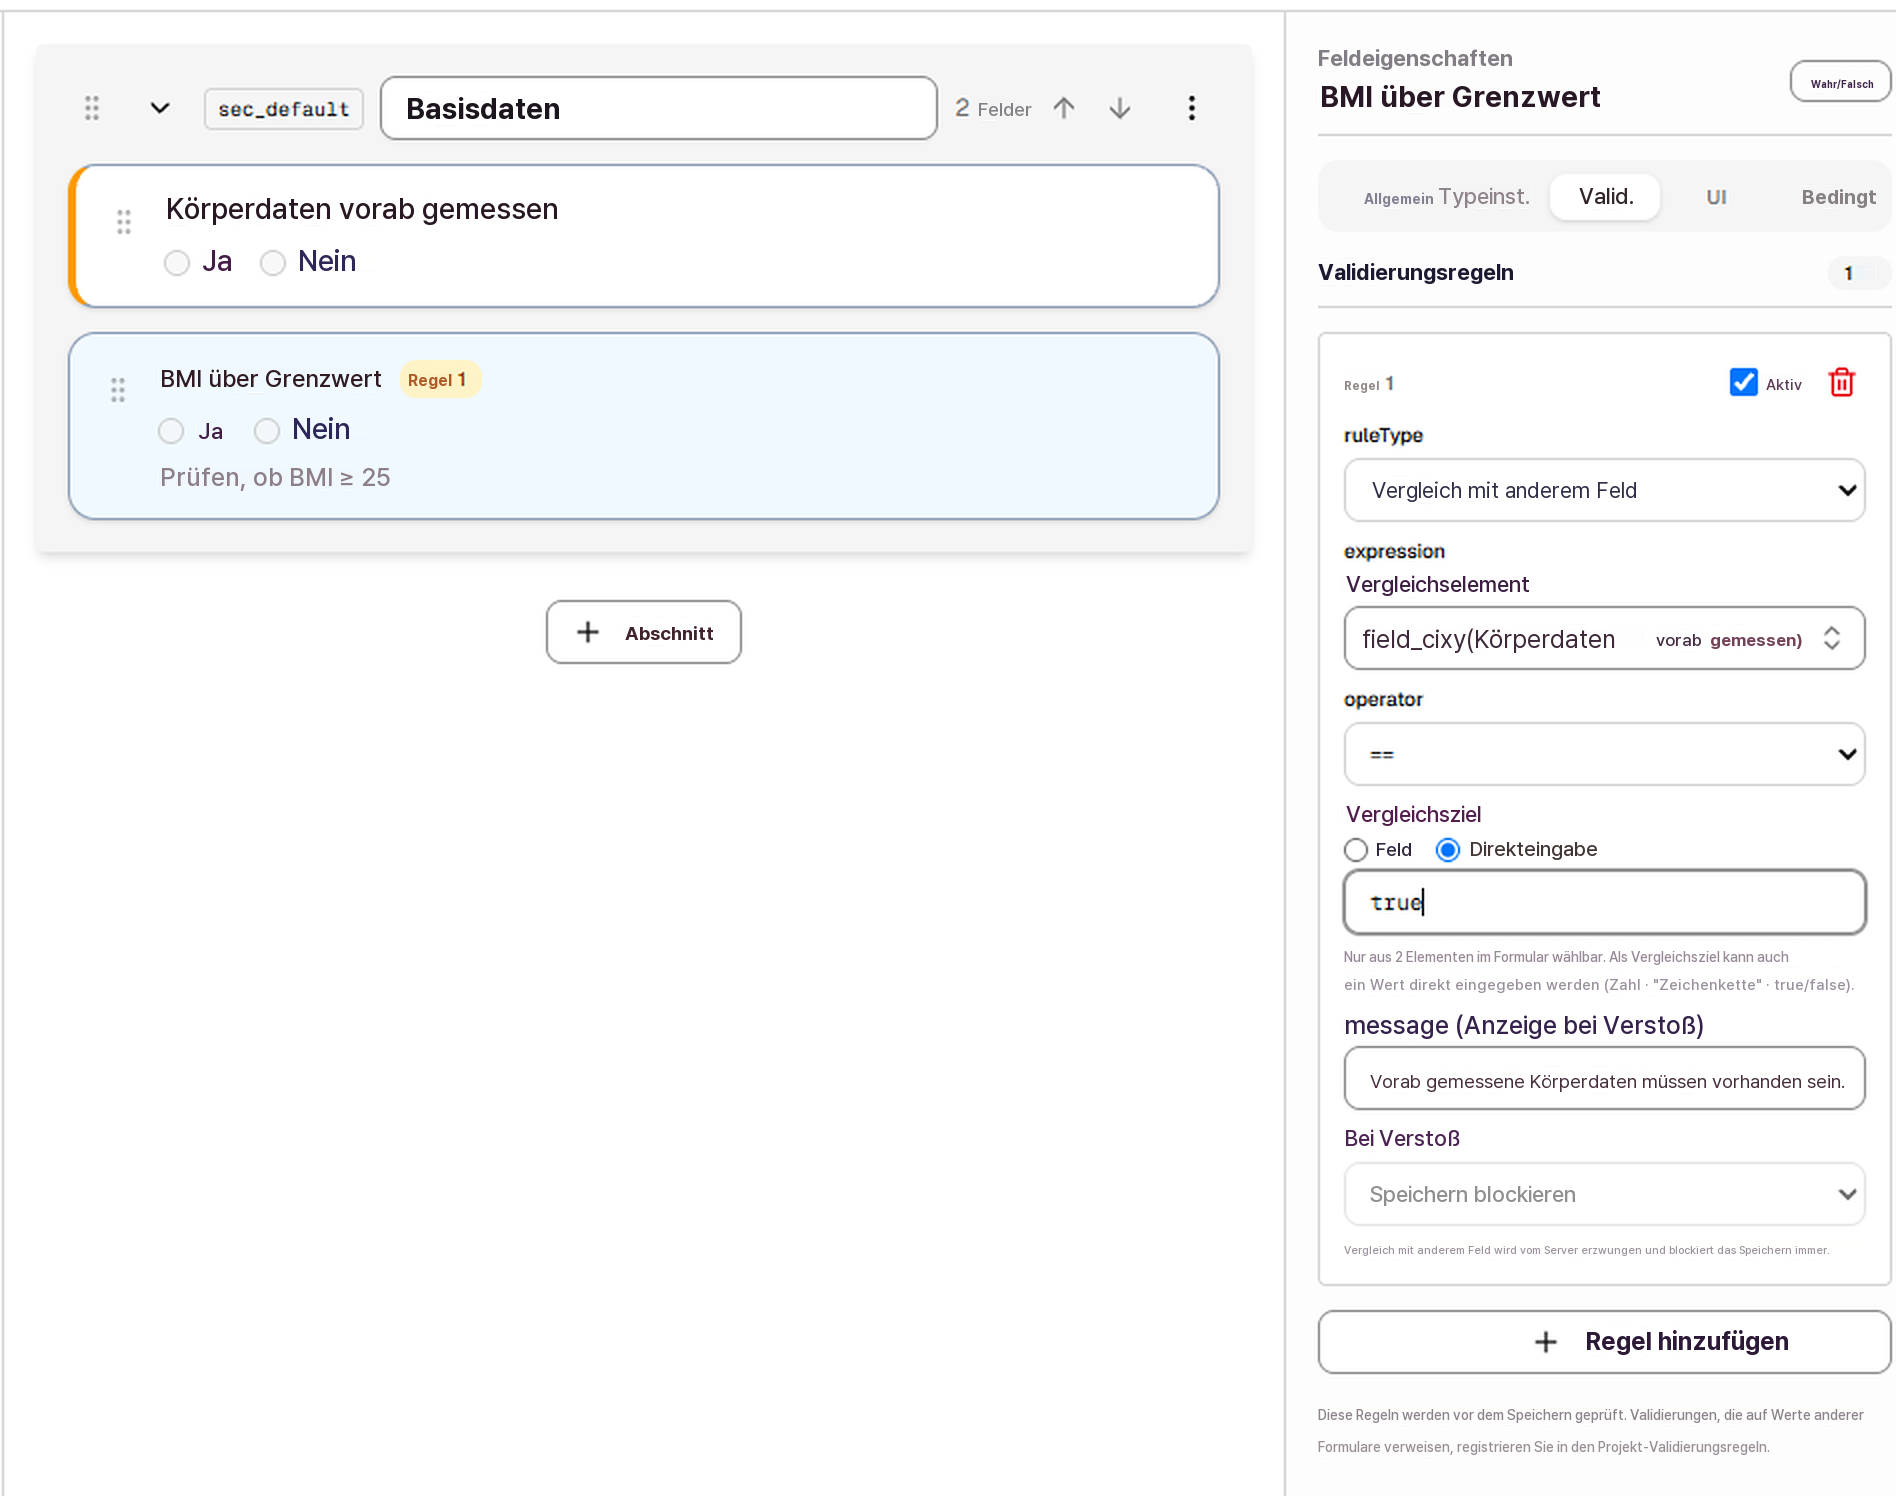 sec_default Basisdaten 2 Felder
Körperdaten vorab gemessen
Ja Nein
BMI über Grenzwert Regel 1
Ja Nein
Prüfen, ob BMI ≥ 25
+ Abschnitt
Feldeigenschaften
BMI über Grenzwert Wahr/Falsch
Allgemein Typeinst. Valid. UI Bedingt
Validierungsregeln 1
Regel 1 Aktiv
ruleType
Vergleich mit anderem Feld
expression
Vergleichselement
field_cixy(Körperdaten vorab gemessen)
operator
==
Vergleichsziel
Feld Direkteingabe
true
Nur aus 2 Elementen im Formular wählbar. Als Vergleichsziel kann auch
ein Wert direkt eingegeben werden (Zahl · "Zeichenkette" · true/false).
message (Anzeige bei Verstoß)
Vorab gemessene Körperdaten müssen vorhanden sein.
Bei Verstoß
Speichern blockieren
Vergleich mit anderem Feld wird vom Server erzwungen und blockiert das Speichern immer.
+ Regel hinzufügen
Diese Regeln werden vor dem Speichern geprüft. Validierungen, die auf Werte anderer
Formulare verweisen, registrieren Sie in den Projekt-Validierungsregeln.